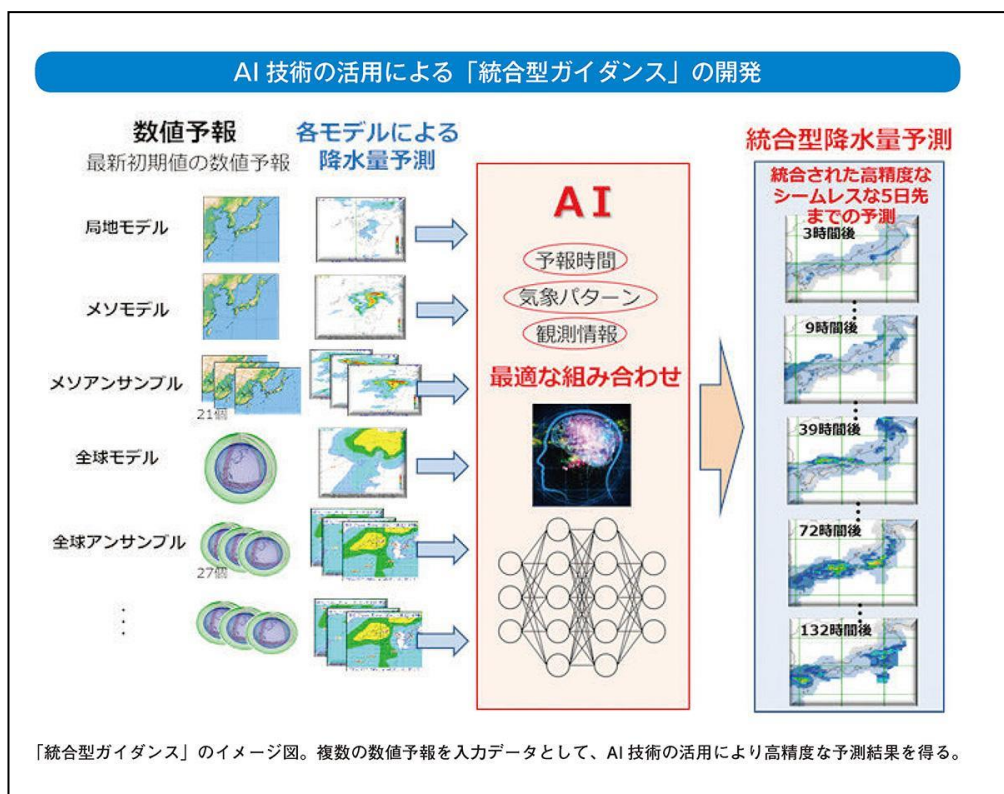 AI 技術の活用による「統合型ガイダンス」の開発
数値予報
最新初期値の数値予報
各モデルによる
降水量予測
局地モデル
メソモデル
メソアンサンブル
21個
全球モデル
全球アンサンブル
27個
⋮
AI
予報時間
気象パターン
観測情報
最適な組み合わせ
統合型降水量予測
統合された高精度な
シームレスな5日先
までの予測
3時間後
9時間後
39時間後
72時間後
132時間後
「統合型ガイダンス」のイメージ図。複数の数値予報を入力データとして、AI 技術の活用により高精度な予測結果を得る。